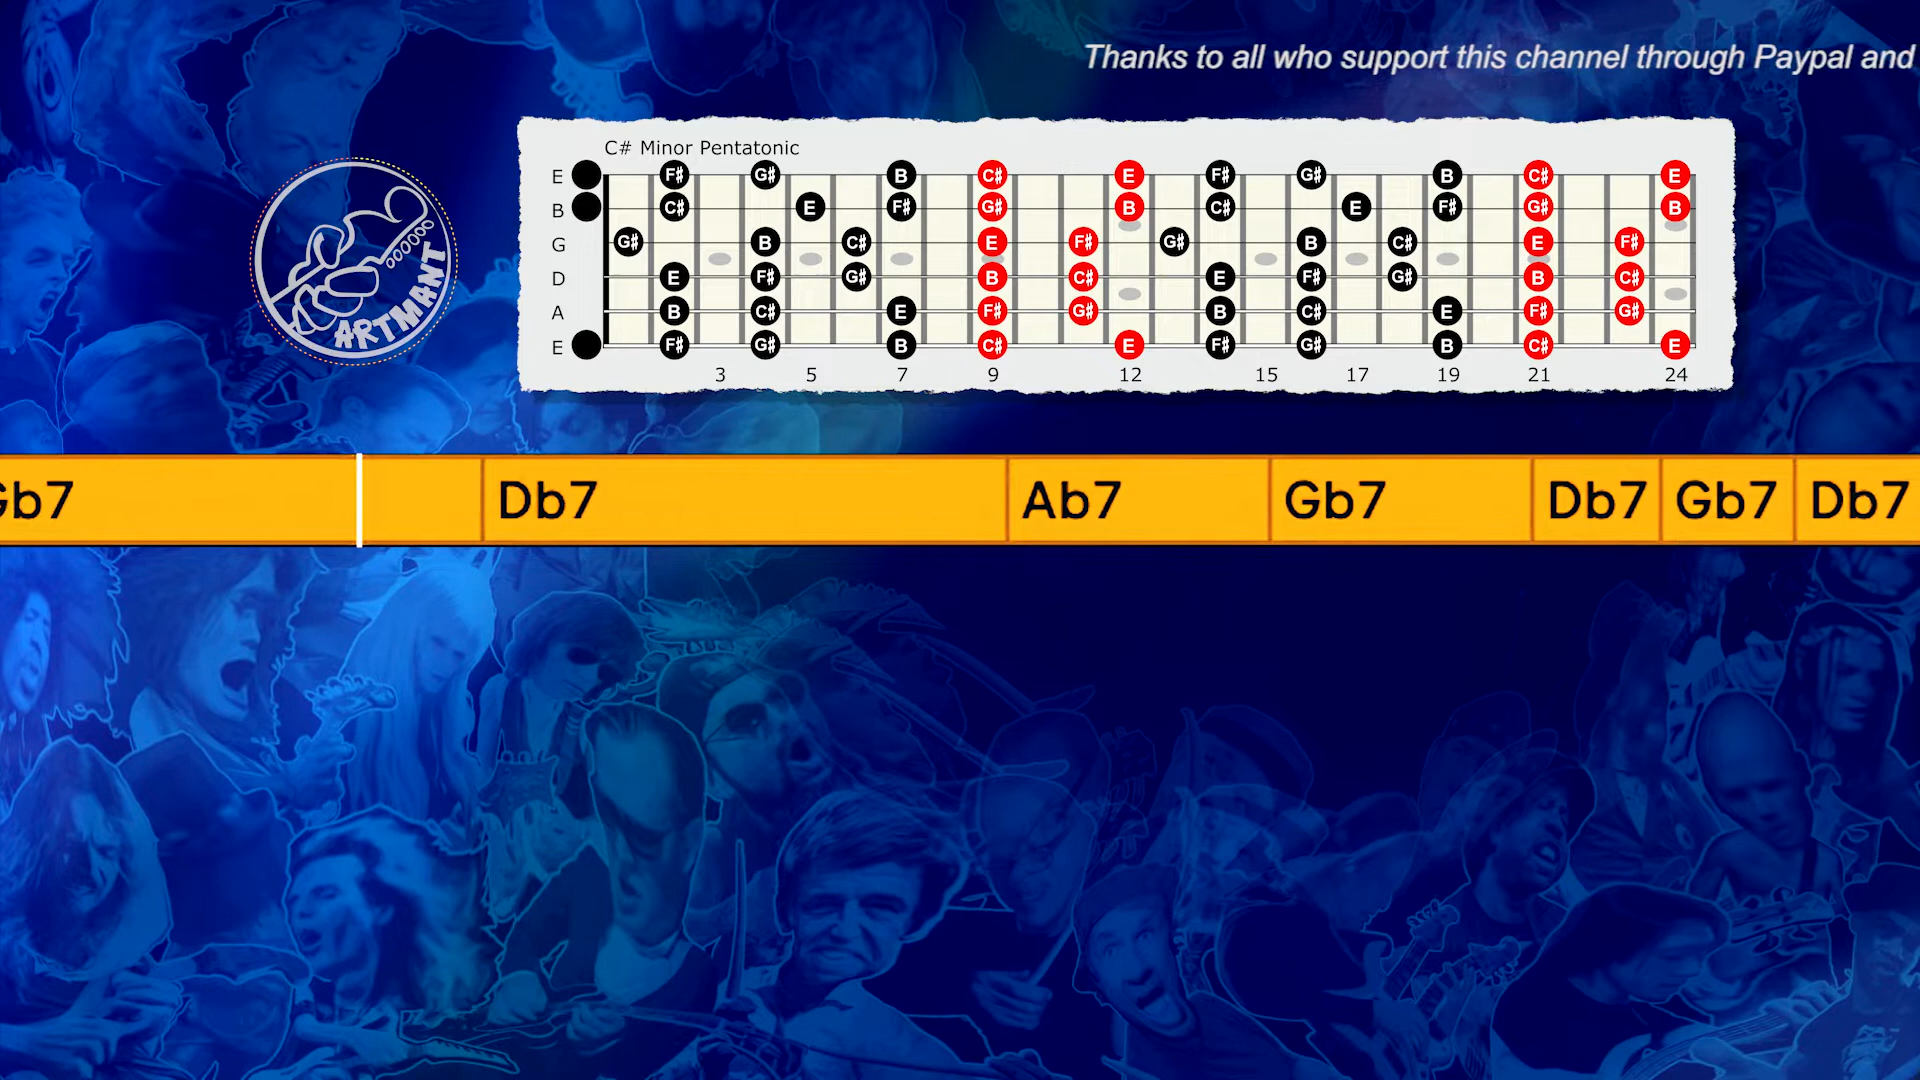 Thanks to all who support this channel through Paypal and
ARTMANT
C# Minor Pentatonic
E F# G# B C# E F# G# B C# E
B C# E F# G# B C# E F# G# B
G G# B C# E F# G# B C# E F#
D E F# G# B C# E F# G# B C#
A B C# E F# G# B C# E F# G#
E F# G# B C# E F# G# B C# E
3 5 7 9 12 15 17 19 21 24
Gb7 Db7 Ab7 Gb7 Db7 Gb7 Db7